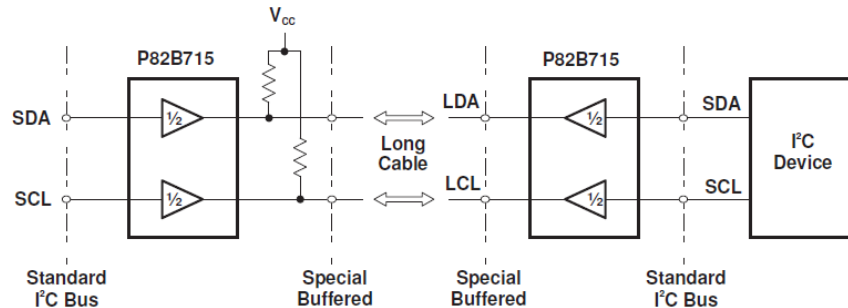 VCC
P82B715
P82B715
SDA
½
LDA
½
SDA
Long
Cable
I²C
Device
SCL
½
LCL
½
SCL
Standard
I²C Bus
Special
Buffered
Special
Buffered
Standard
I²C Bus